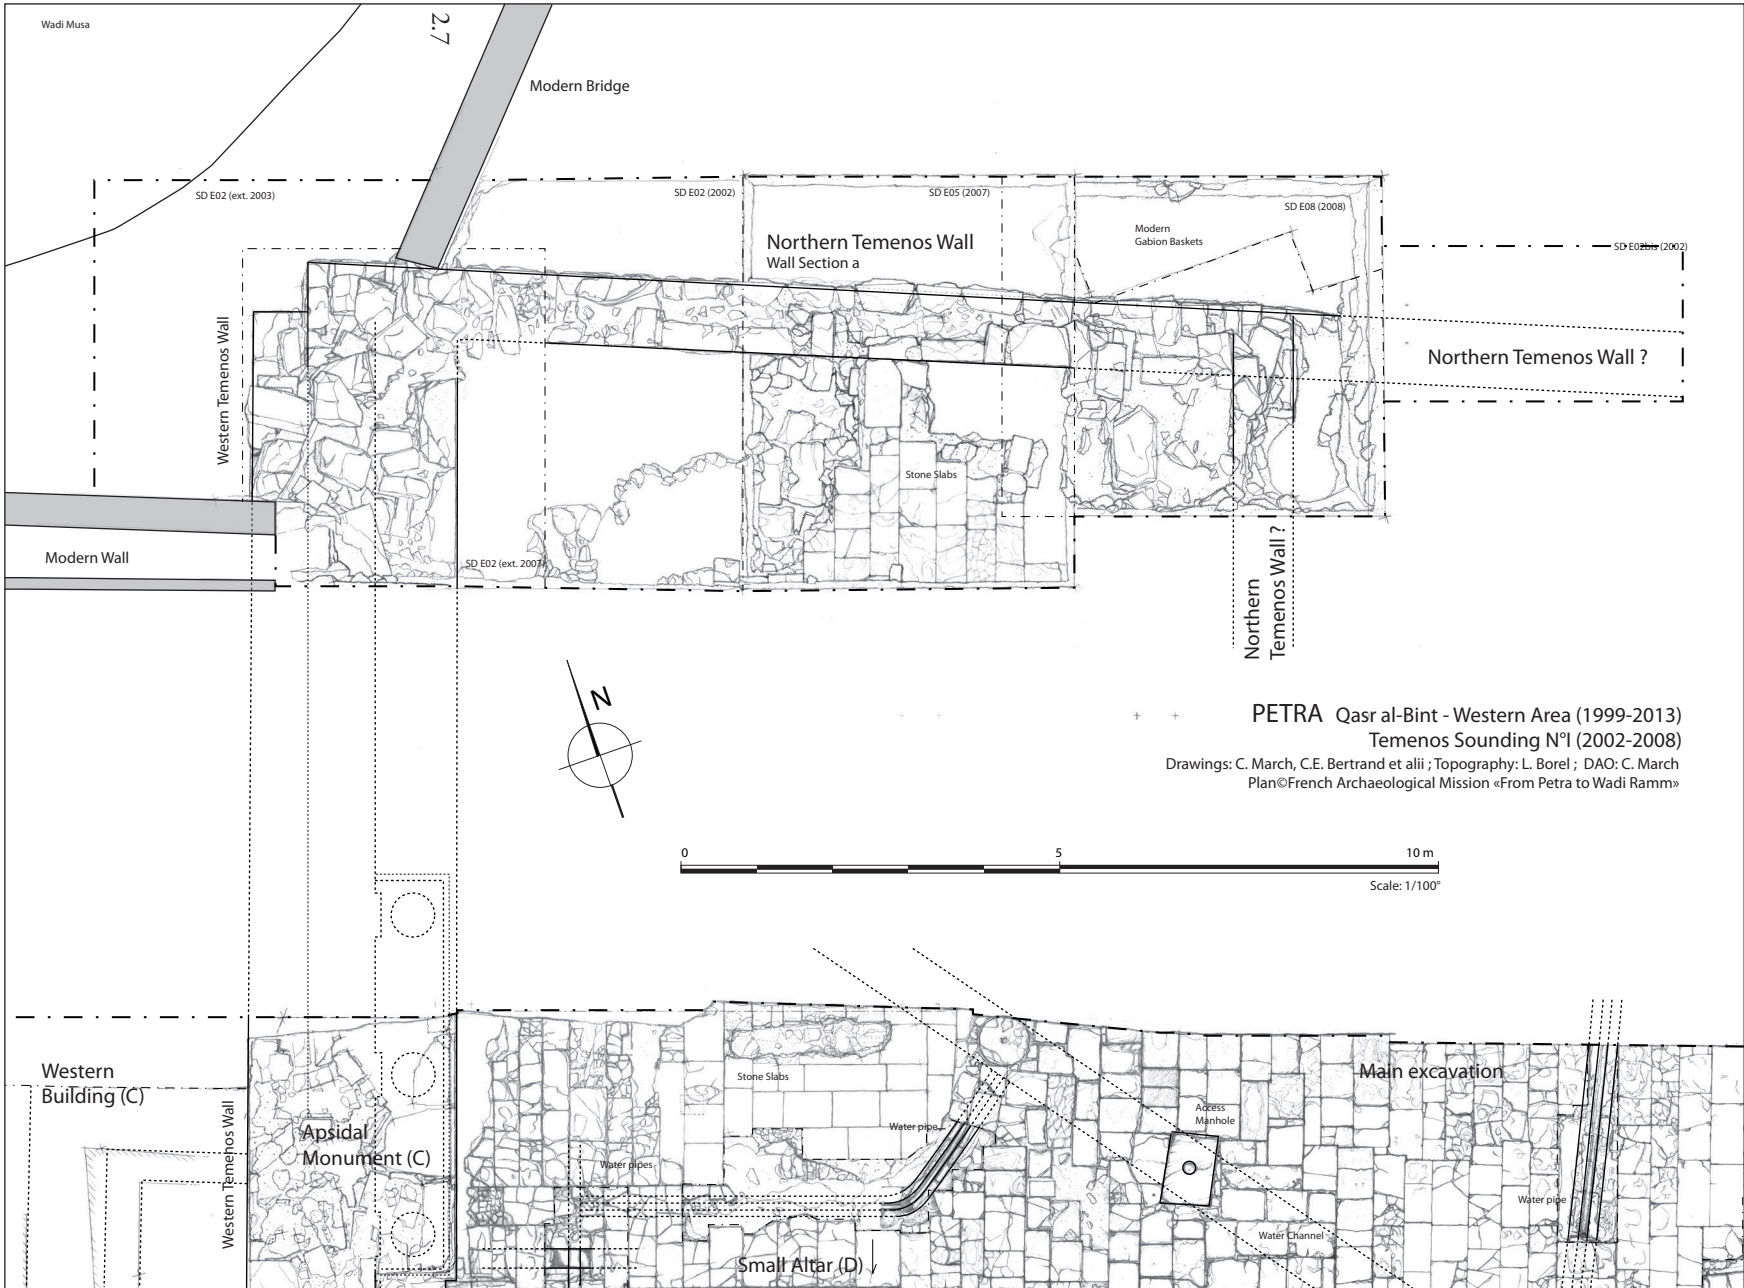 Wadi Musa
2.7
Modern Bridge
SD E02 (ext. 2003)
SD E02 (2002)
SD E05 (2007)
SD E08 (2008)
Northern Temenos Wall
Wall Section a
Modern
Gabion Baskets
SD E02bis (2002)
Western Temenos Wall
Northern Temenos Wall ?
Stone Slabs
Modern Wall
SD E02 (ext. 2007)
Northern
Temenos Wall ?
N
PETRA Qasr al-Bint - Western Area (1999-2013)
Temenos Sounding N°I (2002-2008)
Drawings: C. March, C.E. Bertrand et alii ; Topography: L. Borel ; DAO: C. March
Plan©French Archaeological Mission «From Petra to Wadi Ramm»
0 5 10 m
Scale: 1/100°
Western
Building (C)
Western Temenos Wall
Apsidal
Monument (C)
Stone Slabs
Water pipe
Water pipes
Main excavation
Access
Manhole
Water pipe
Water Channel
Small Altar (D)